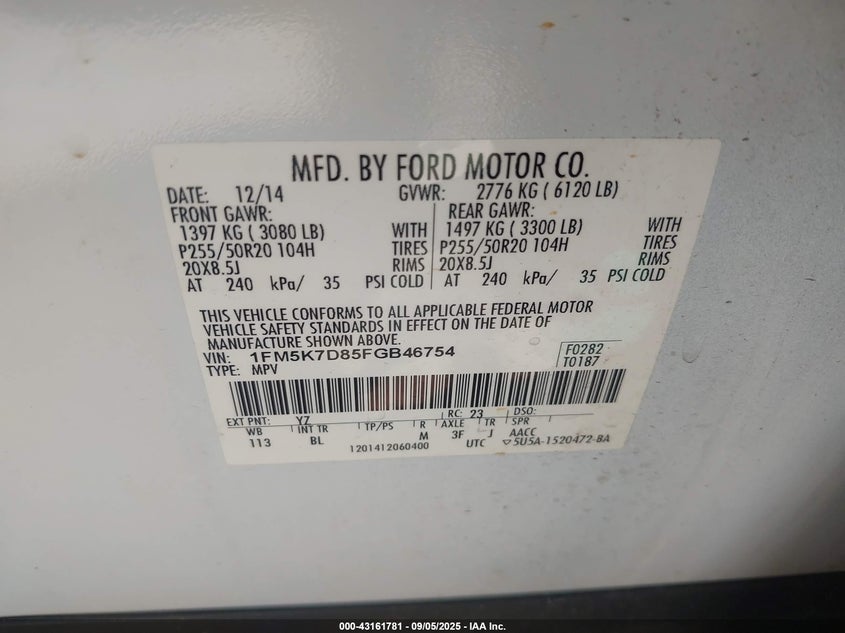 MFD. BY FORD MOTOR CO.
DATE: 12/14 GVWR: 2776 KG ( 6120 LB)
FRONT GAWR: REAR GAWR:
1397 KG ( 3080 LB) WITH 1497 KG ( 3300 LB) WITH
P255/50R20 104H TIRES P255/50R20 104H TIRES
20X8.5J RIMS 20X8.5J RIMS
AT 240 kPa/ 35 PSI COLD AT 240 kPa/ 35 PSI COLD
THIS VEHICLE CONFORMS TO ALL APPLICABLE FEDERAL MOTOR
VEHICLE SAFETY STANDARDS IN EFFECT ON THE DATE OF
MANUFACTURE SHOWN ABOVE.
VIN: 1FM5K7D85FGB46754 F0282
TYPE: MPV T0187
EXT PNT: YZ RC: 23 DSO:
WB INT TR TP/PS R AXLE TR SPR
113 BL M 3F J AACC
1201412060400 UTC 5U5A-1520472-BA
000-43161781 - 09/05/2025 - IAA Inc.